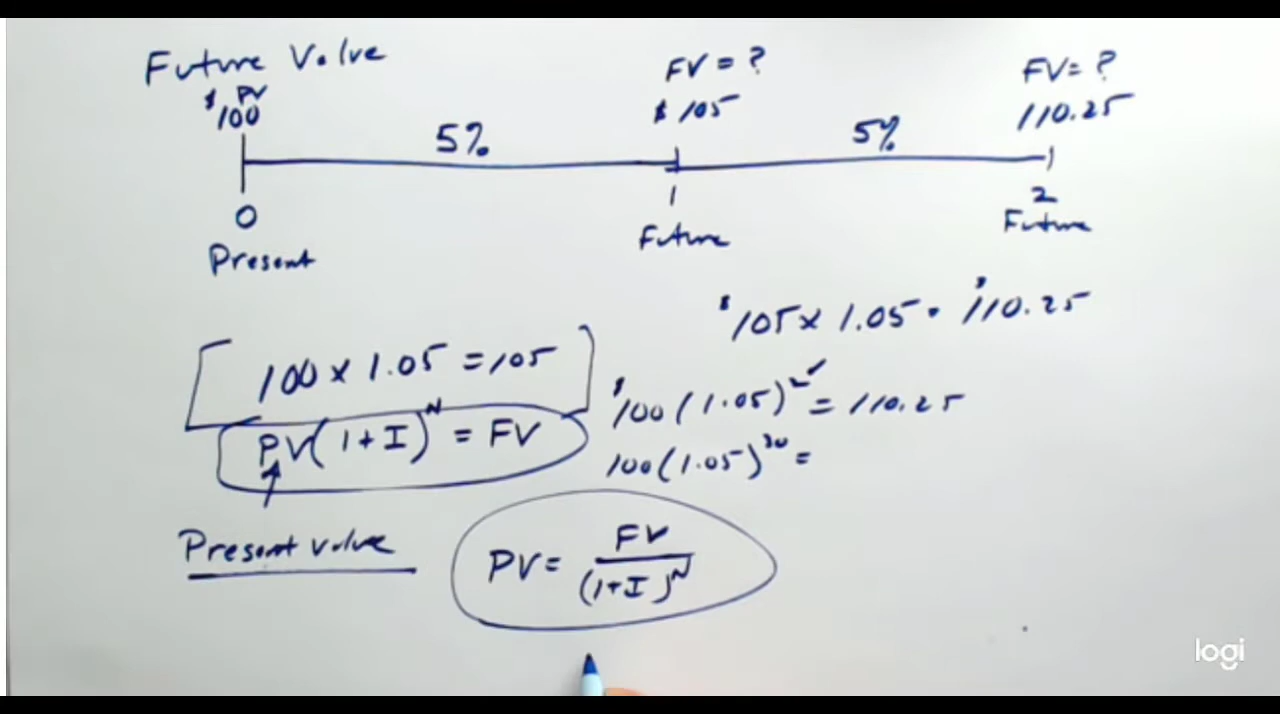 Future Value
PV
$100
5%
FV = ?
$105
5%
FV = ?
110.25
0
Present
1
Future
2
Future
$105 x 1.05 = $110.25
100 x 1.05 = 105
PV(1 + I)^N = FV
$100(1.05)^2 = 110.25
100(1.05)^30 =
Present Value
PV = FV/(1+I)^N
logi